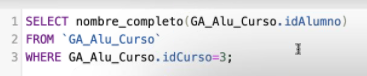 1 SELECT nombre_completo(GA_Alu_Curso.idAlumno)
2 FROM `GA_Alu_Curso`
3 WHERE GA_Alu_Curso.idCurso=3;